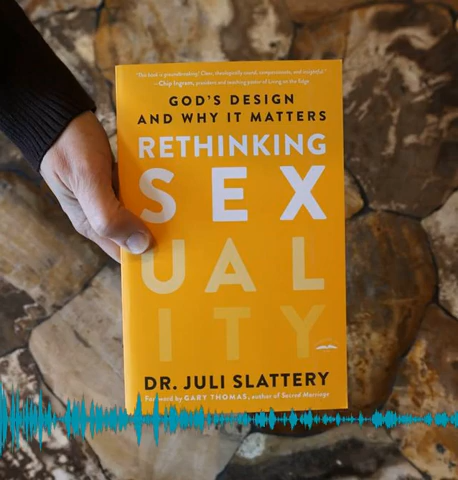 "This book is groundbreaking! Clear, theologically sound, compassionate, and insightful."
—Chip Ingram, president and teaching pastor of Living on the Edge
GOD'S DESIGN
AND WHY IT MATTERS
RETHINKING
SEX
UAL
ITY
DR. JULI SLATTERY
Foreword by GARY THOMAS, author of Sacred Marriage